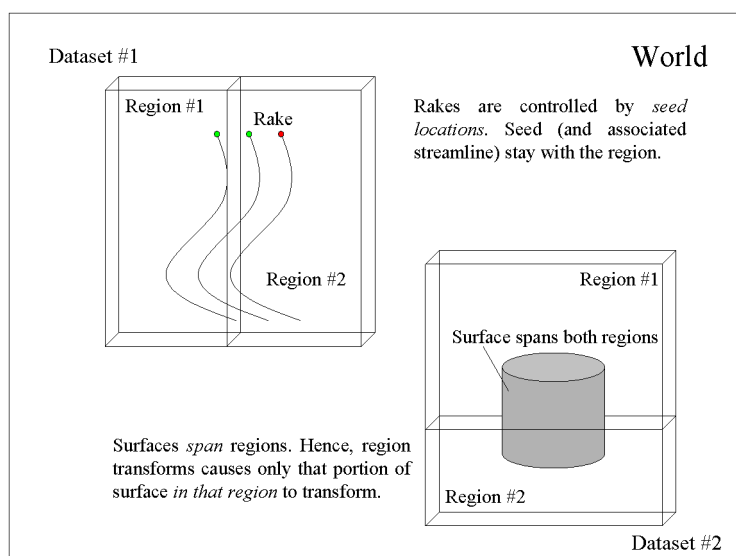 Dataset #1
World
Region #1
Rake
Rakes are controlled by seed
locations. Seed (and associated
streamline) stay with the region.
Region #2
Region #1
Surface spans both regions
Surfaces span regions. Hence, region
transforms causes only that portion of
surface in that region to transform.
Region #2
Dataset #2